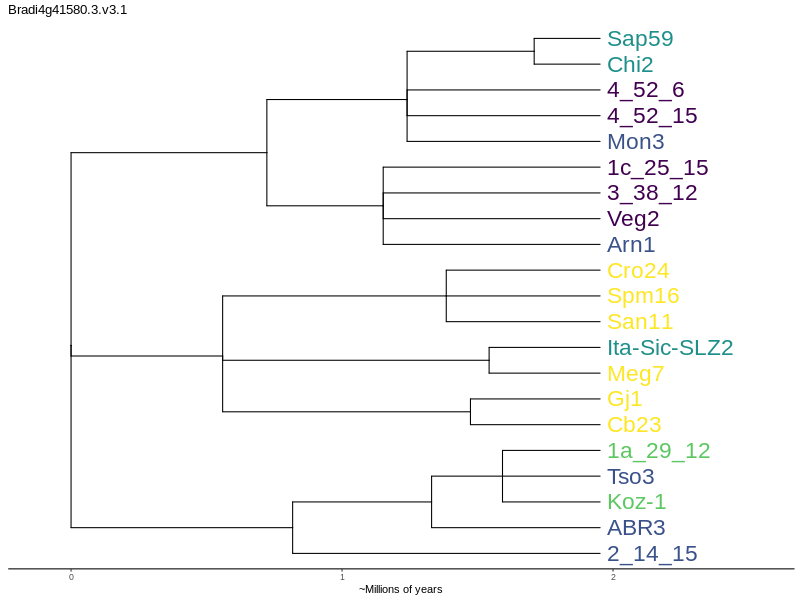 Bradi4g41580.3.v3.1
Sap59
Chi2
4_52_6
4_52_15
Mon3
1c_25_15
3_38_12
Veg2
Arn1
Cro24
Spm16
San11
Ita-Sic-SLZ2
Meg7
Gj1
Cb23
1a_29_12
Tso3
Koz-1
ABR3
2_14_15
0 1 2
~Millions of years